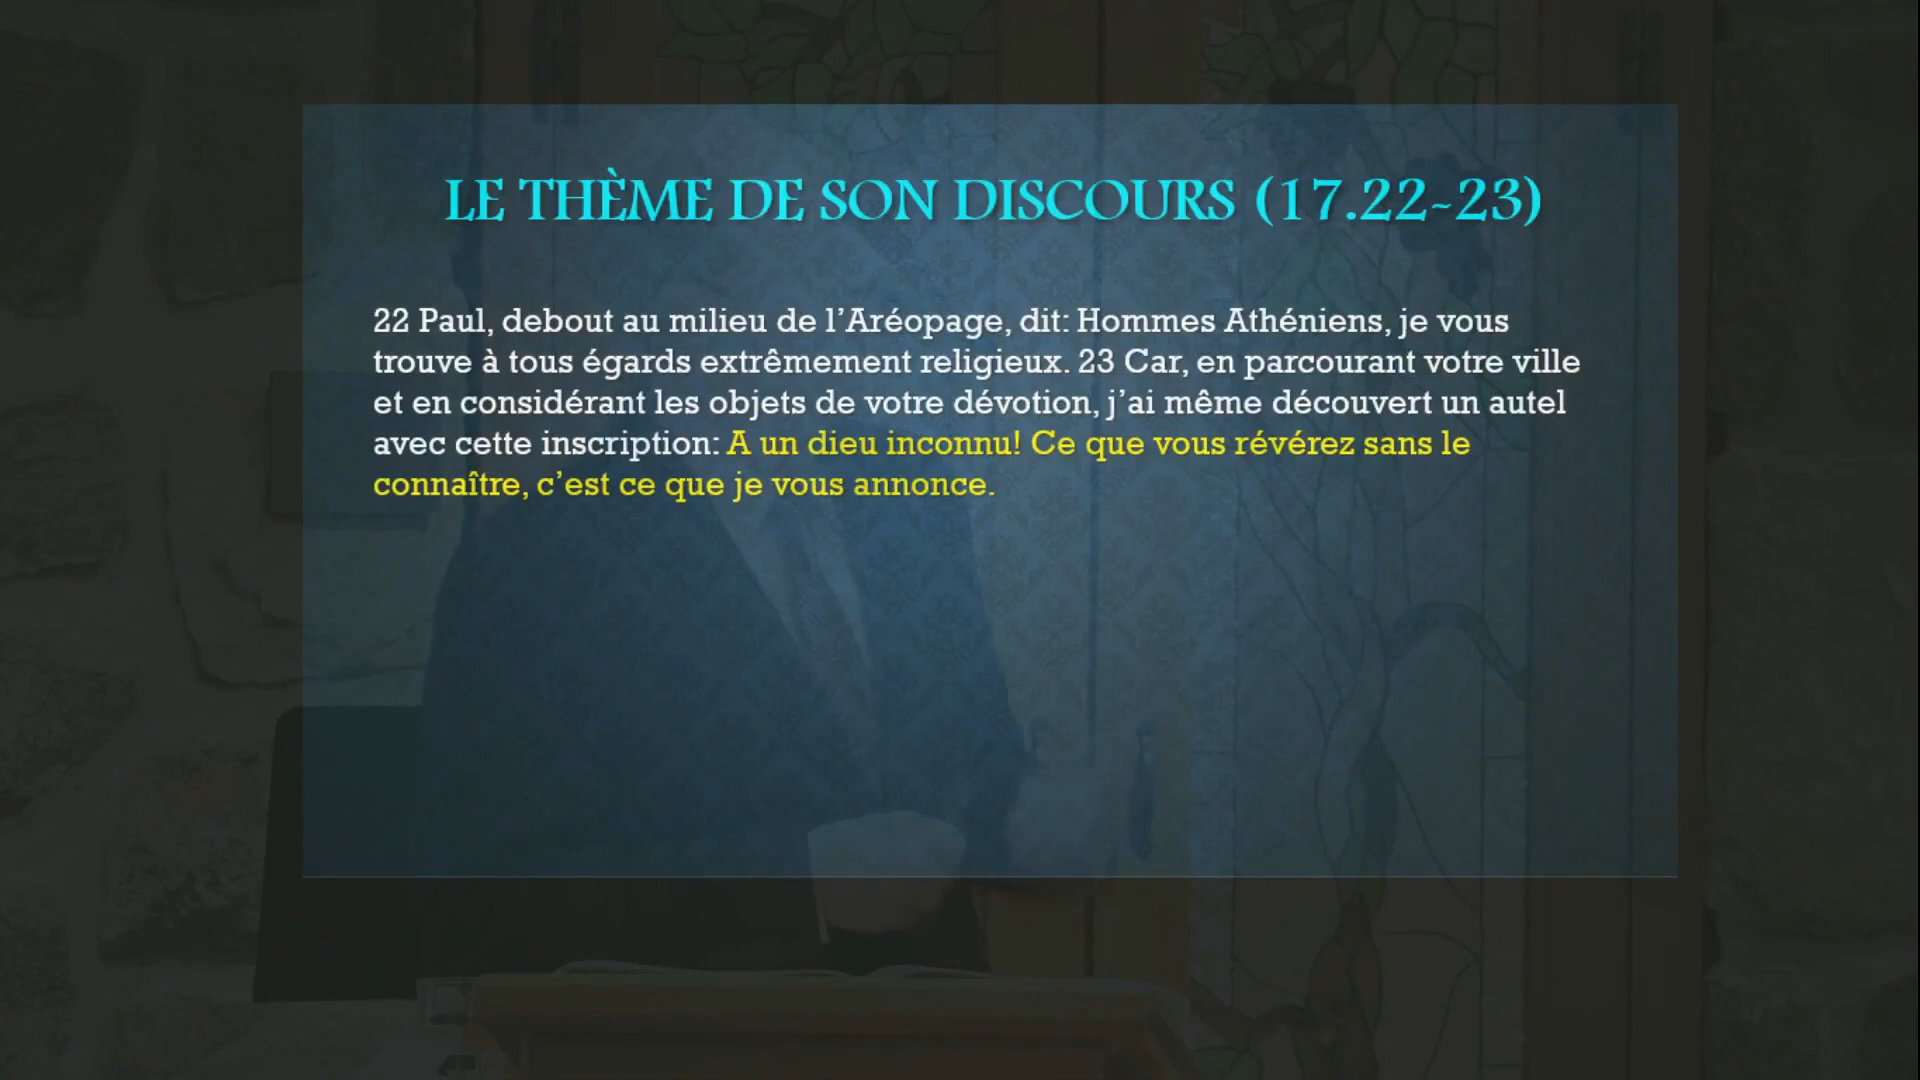 LE THÈME DE SON DISCOURS (17.22-23)
22 Paul, debout au milieu de l’Aréopage, dit: Hommes Athéniens, je vous
trouve à tous égards extrêmement religieux. 23 Car, en parcourant votre ville
et en considérant les objets de votre dévotion, j’ai même découvert un autel
avec cette inscription: A un dieu inconnu! Ce que vous révérez sans le
connaître, c’est ce que je vous annonce.